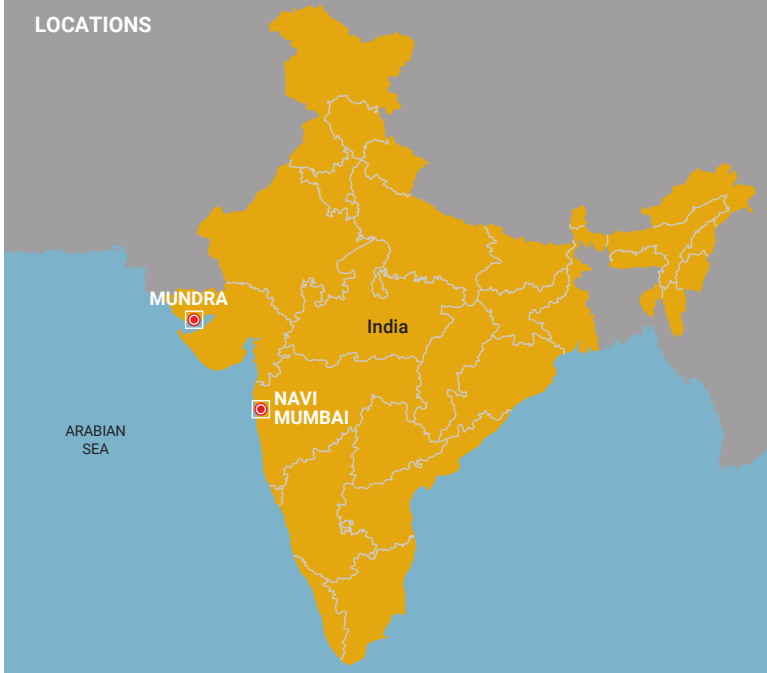 LOCATIONS
MUNDRA
India
NAVI
MUMBAI
ARABIAN
SEA